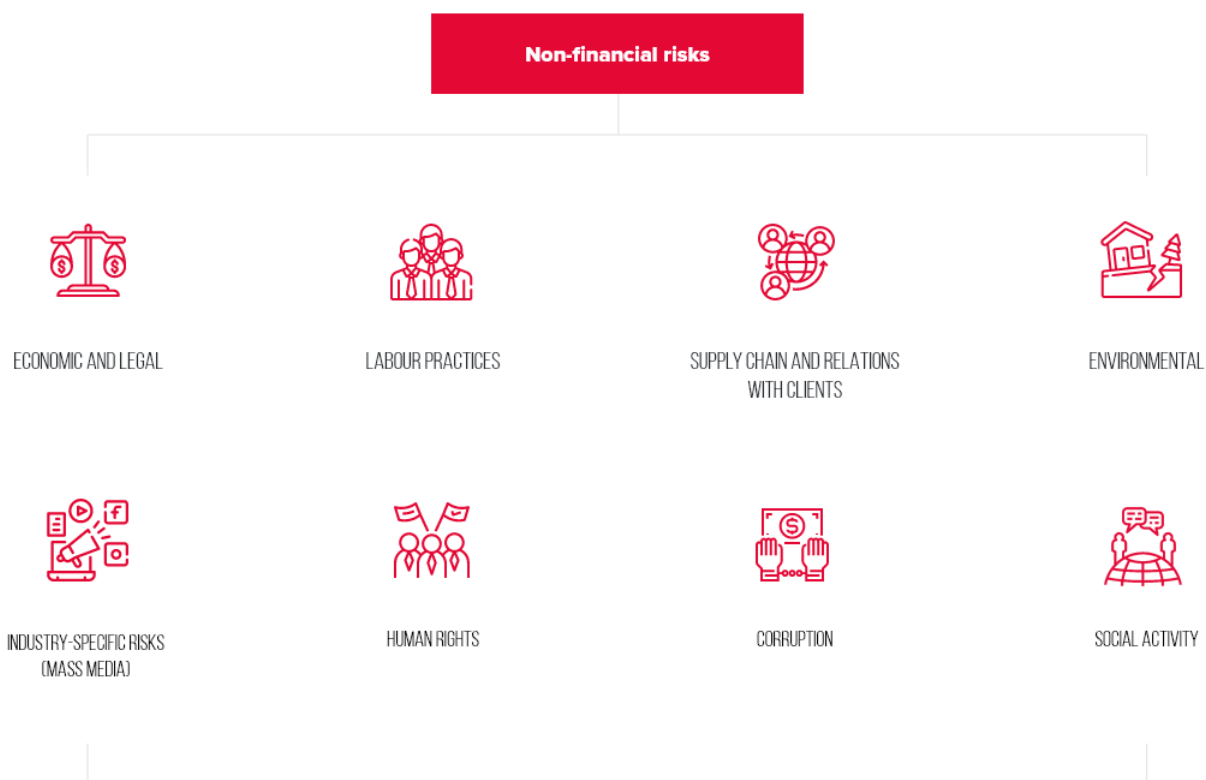 Non-financial risks
ECONOMIC AND LEGAL
LABOUR PRACTICES
SUPPLY CHAIN AND RELATIONS
WITH CLIENTS
ENVIRONMENTAL
INDUSTRY-SPECIFIC RISKS
(MASS MEDIA)
HUMAN RIGHTS
CORRUPTION
SOCIAL ACTIVITY